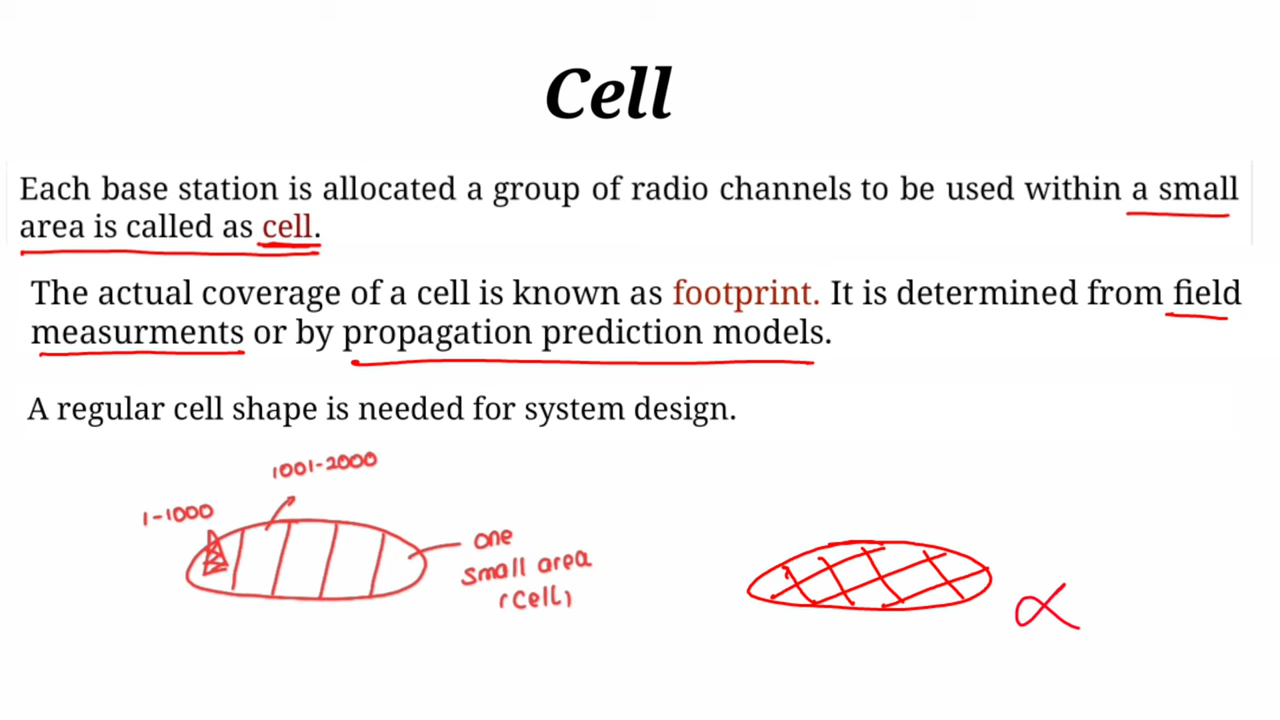 Cell
Each base station is allocated a group of radio channels to be used within a small
area is called as cell.
The actual coverage of a cell is known as footprint. It is determined from field
measurments or by propagation prediction models.
A regular cell shape is needed for system design.
1001-2000
1-1000
one
small area
(cell)